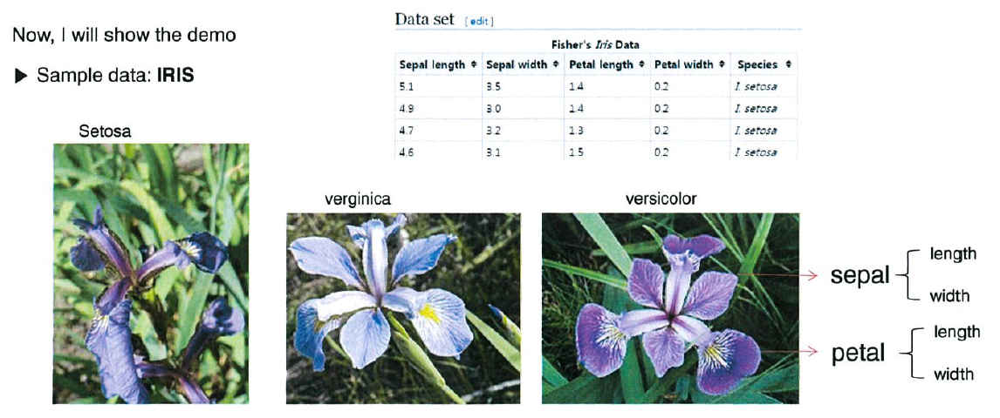 Now, I will show the demo
▶ Sample data: IRIS
Data set [edit]
Fisher's Iris Data
Sepal length Sepal width Petal length Petal width Species
5.1 3.5 1.4 0.2 I. setosa
4.9 3.0 1.4 0.2 I. setosa
4.7 3.2 1.3 0.2 I. setosa
4.6 3.1 1.5 0.2 I. setosa
Setosa
verginica
versicolor
sepal
length
width
petal
length
width